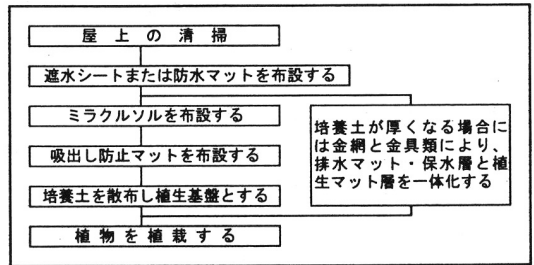 屋上の清掃
遮水シートまたは防水マットを布設する
ミラクルソルを布設する
吸出し防止マットを布設する
培養土を散布し植生基盤とする
植物を植栽する
培養土が厚くなる場合に
は金網と金具類により、
排水マット・保水層と植
生マット層を一体化する